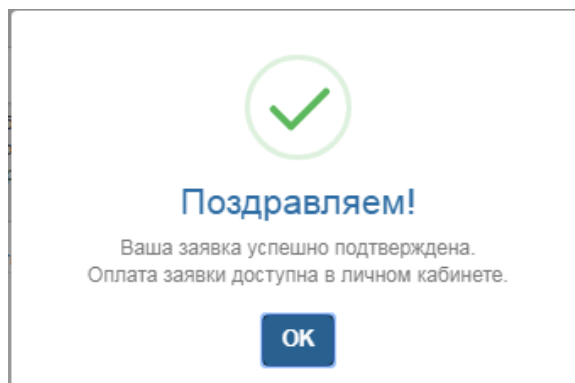 Поздравляем!
Ваша заявка успешно подтверждена.
Оплата заявки доступна в личном кабинете.
OK